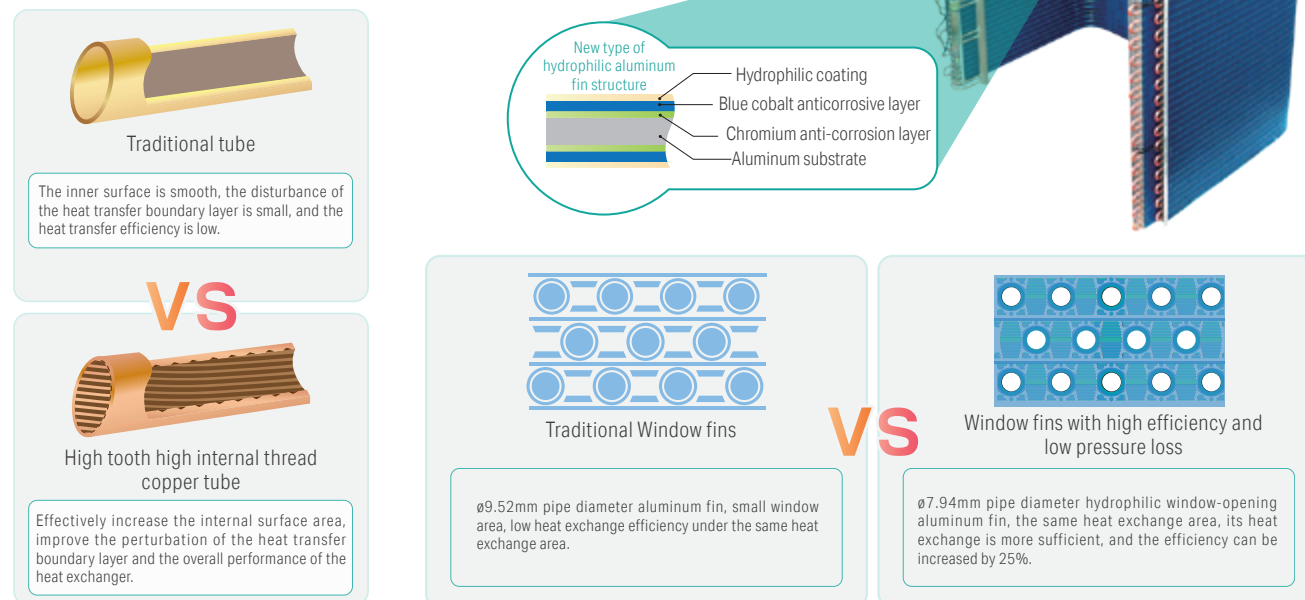 Traditional tube
The inner surface is smooth, the disturbance of
the heat transfer boundary layer is small, and the
heat transfer efficiency is low.
VS
High tooth high internal thread
copper tube
Effectively increase the internal surface area,
improve the perturbation of the heat transfer
boundary layer and the overall performance of the
heat exchanger.
New type of
hydrophilic aluminum
fin structure
Hydrophilic coating
Blue cobalt anticorrosive layer
Chromium anti-corrosion layer
Aluminum substrate
Traditional Window fins
ø9.52mm pipe diameter aluminum fin, small window
area, low heat exchange efficiency under the same heat
exchange area.
VS
Window fins with high efficiency and
low pressure loss
ø7.94mm pipe diameter hydrophilic window-opening
aluminum fin, the same heat exchange area, its heat
exchange is more sufficient, and the efficiency can be
increased by 25%.